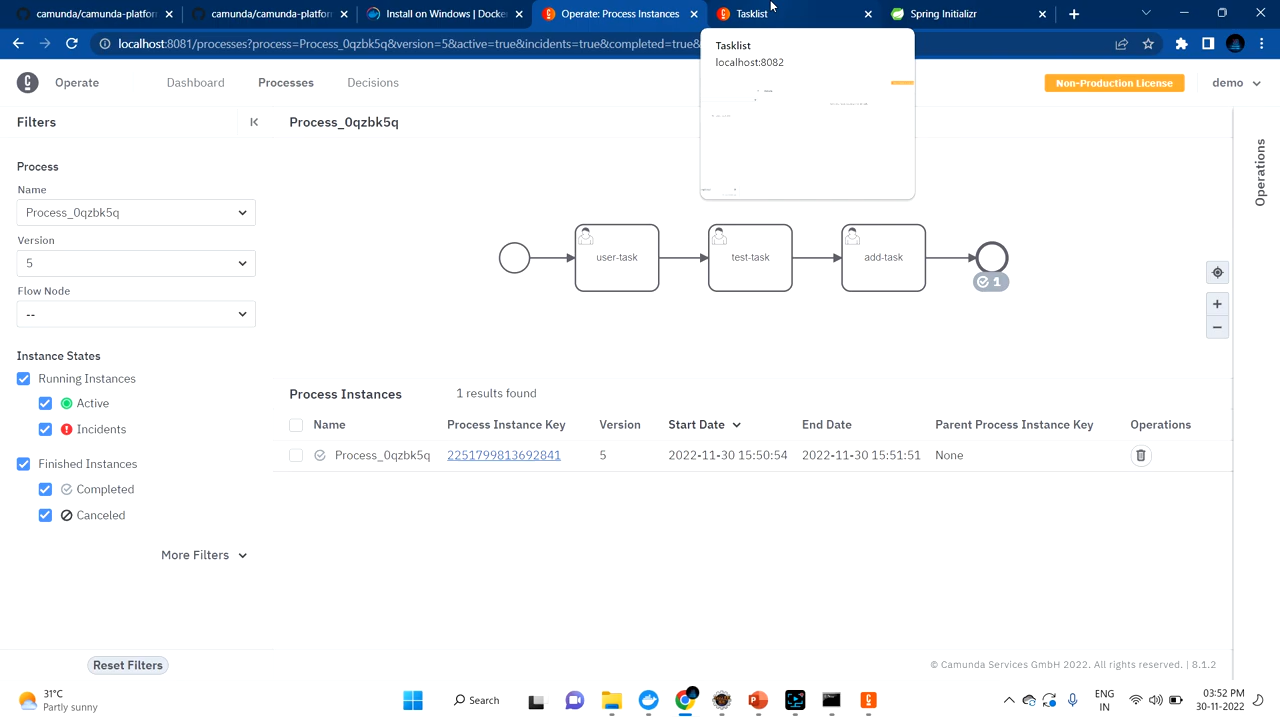 camunda/camunda-platfor
camunda/camunda-platfor
Install on Windows | Docke
Operate: Process Instances
Tasklist
Spring Initializr
localhost:8081/processes?process=Process_0qzbk5q&version=5&active=true&incidents=true&completed=true&
Tasklist
localhost:8082
Operate
Dashboard
Processes
Decisions
Non-Production License
demo
Filters
Process_0qzbk5q
Process
Name
Process_0qzbk5q
Version
5
Flow Node
--
Instance States
Running Instances
Active
Incidents
Finished Instances
Completed
Canceled
More Filters
Reset Filters
user-task
test-task
add-task
1
Operations
Process Instances 1 results found
Name Process Instance Key Version Start Date End Date Parent Process Instance Key Operations
Process_0qzbk5q 2251799813692841 5 2022-11-30 15:50:54 2022-11-30 15:51:51 None
© Camunda Services GmbH 2022. All rights reserved. | 8.1.2
31°C
Partly sunny
Search
ENG
IN
03:52 PM
30-11-2022